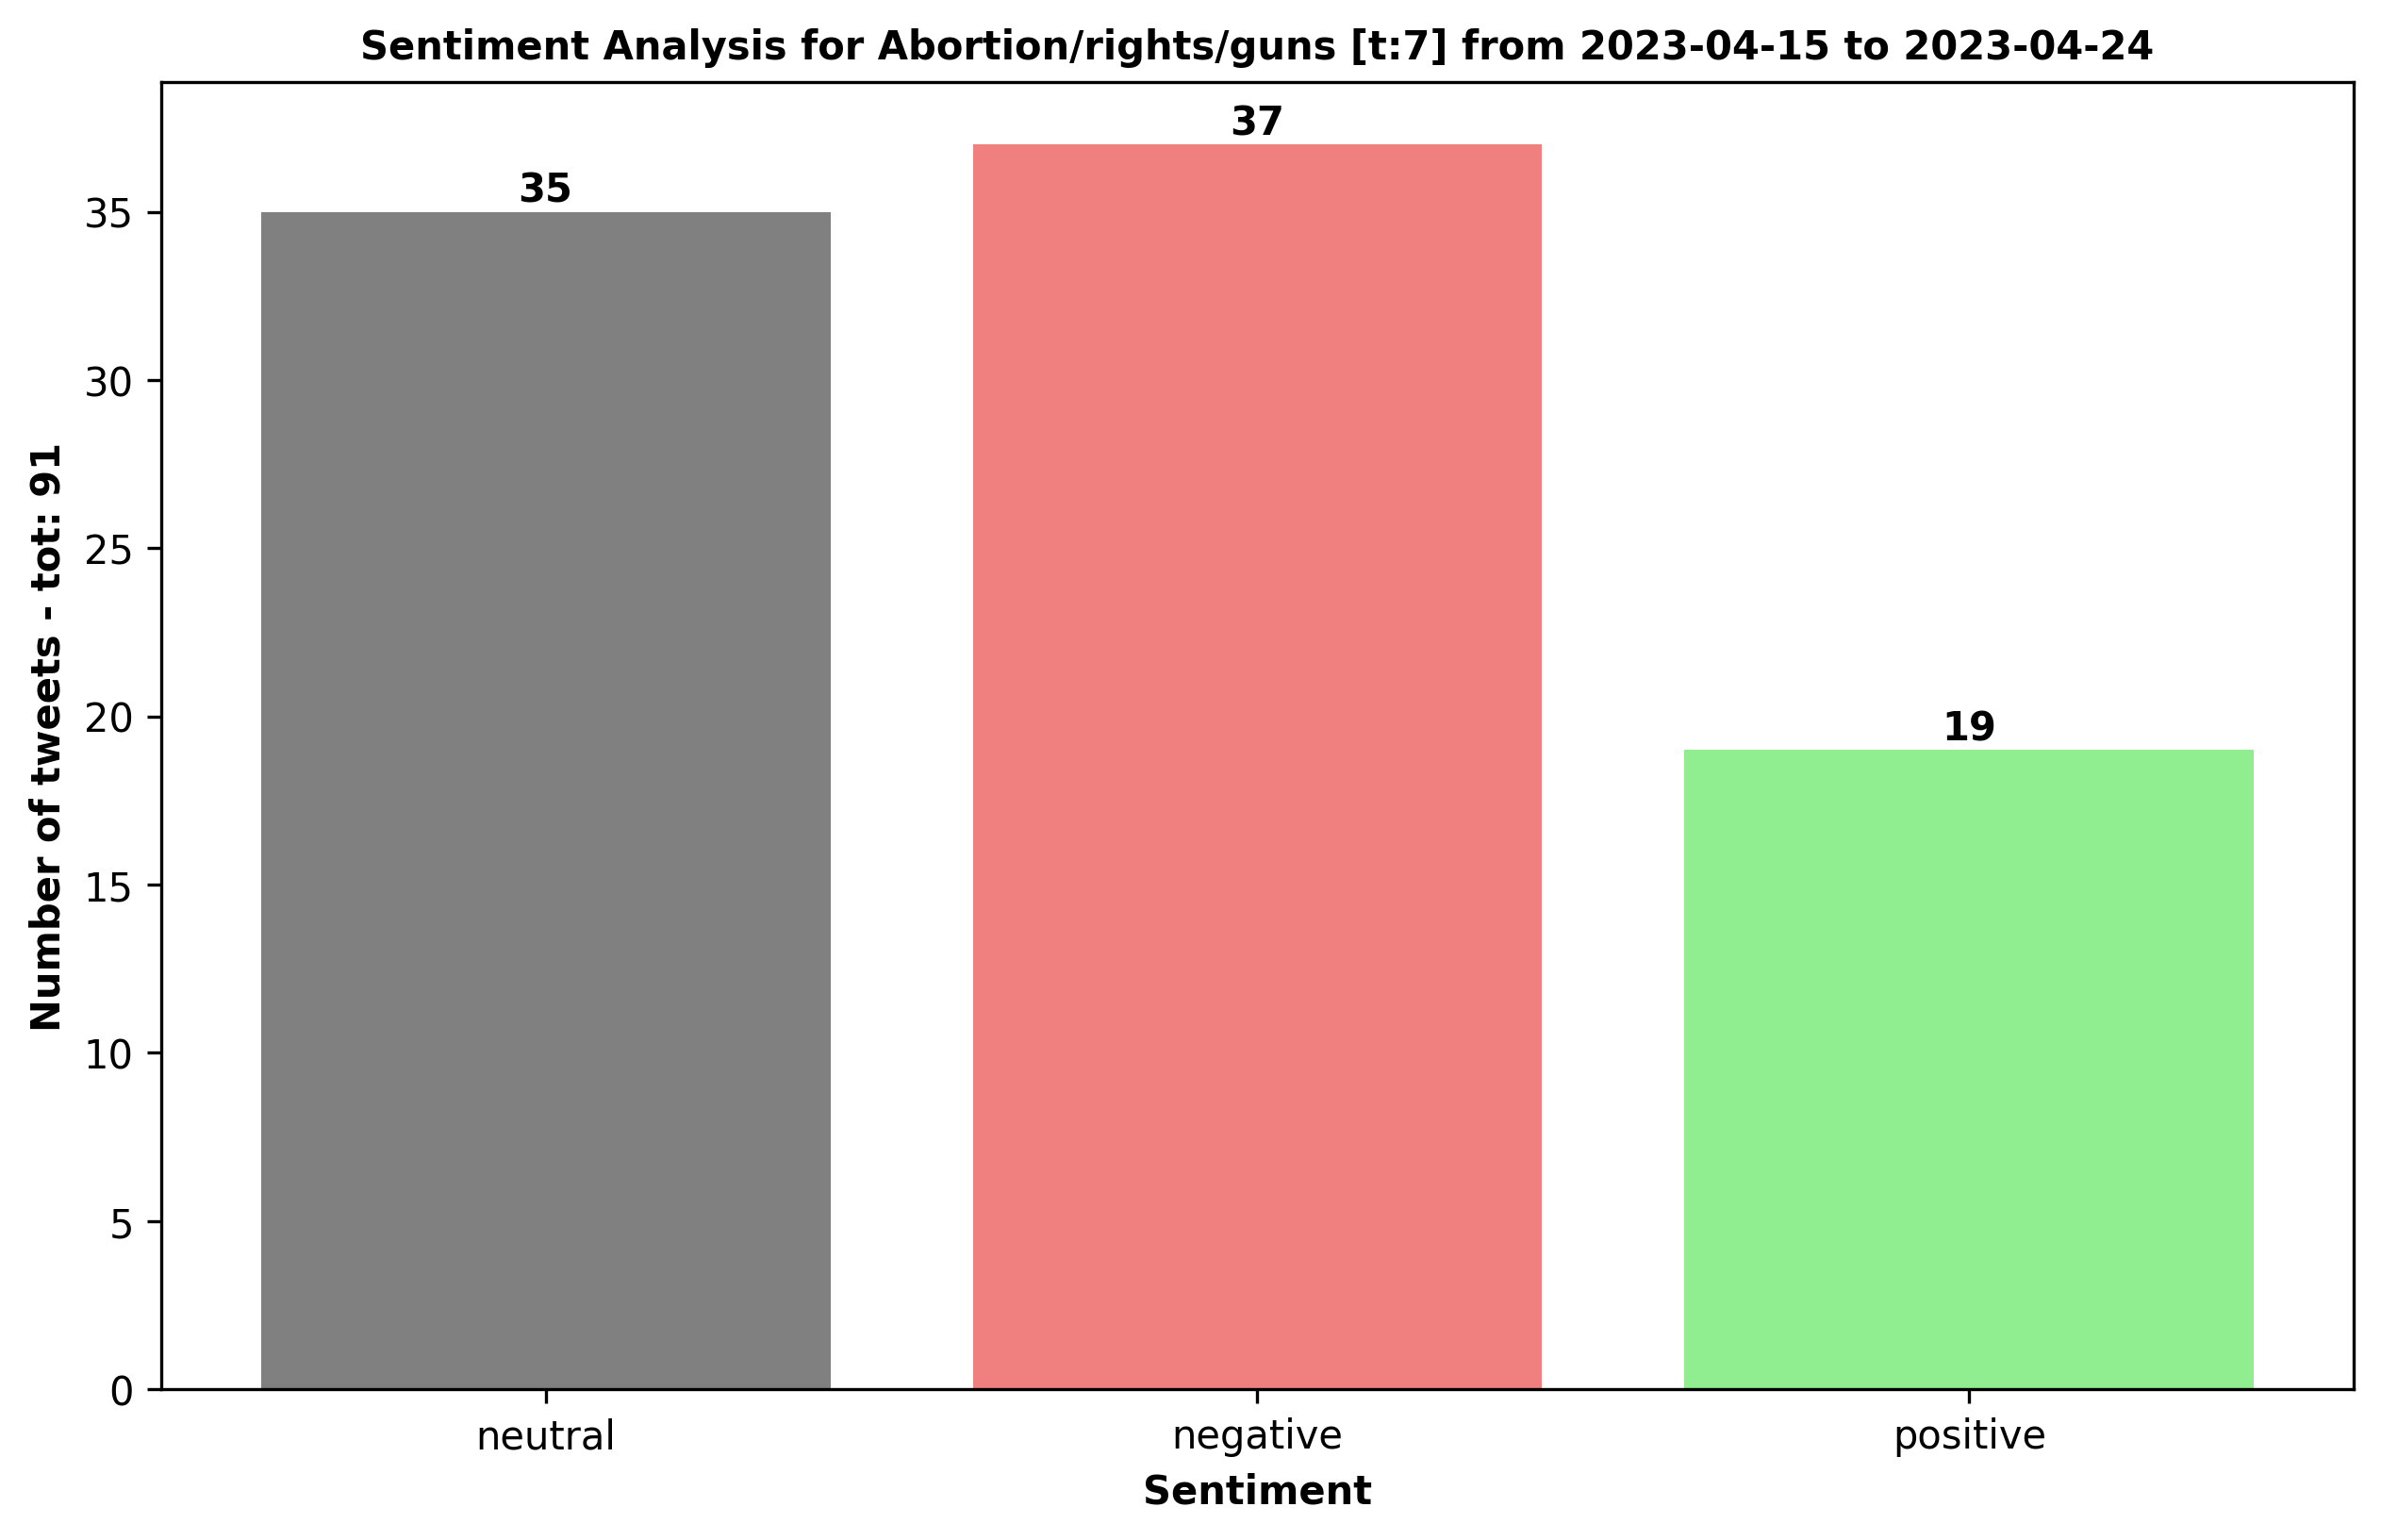 Sentiment Analysis for Abortion/rights/guns [t:7] from 2023-04-15 to 2023-04-24
Number of tweets - tot: 91
35
30
25
20
15
10
5
0
35
37
19
neutral
negative
positive
Sentiment